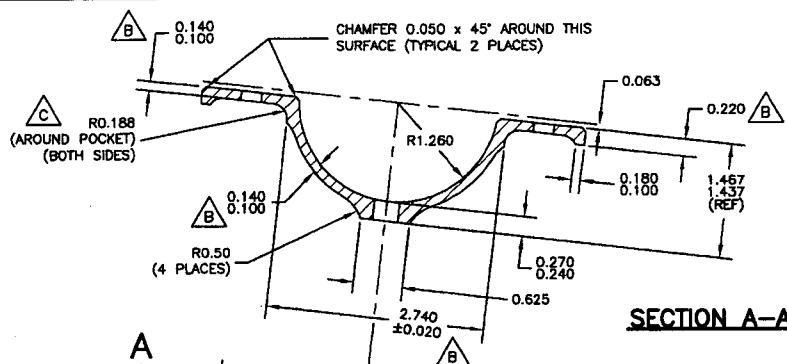 B
0.140
0.100
CHAMFER 0.050 x 45° AROUND THIS
SURFACE (TYPICAL 2 PLACES)
0.063
0.220
B
C
R0.188
(AROUND POCKET)
(BOTH SIDES)
R1.260
0.180
0.100
1.467
1.437
(REF)
B
0.140
0.100
R0.50
(4 PLACES)
0.270
0.240
0.625
2.740
±0.020
B
SECTION A-A
A